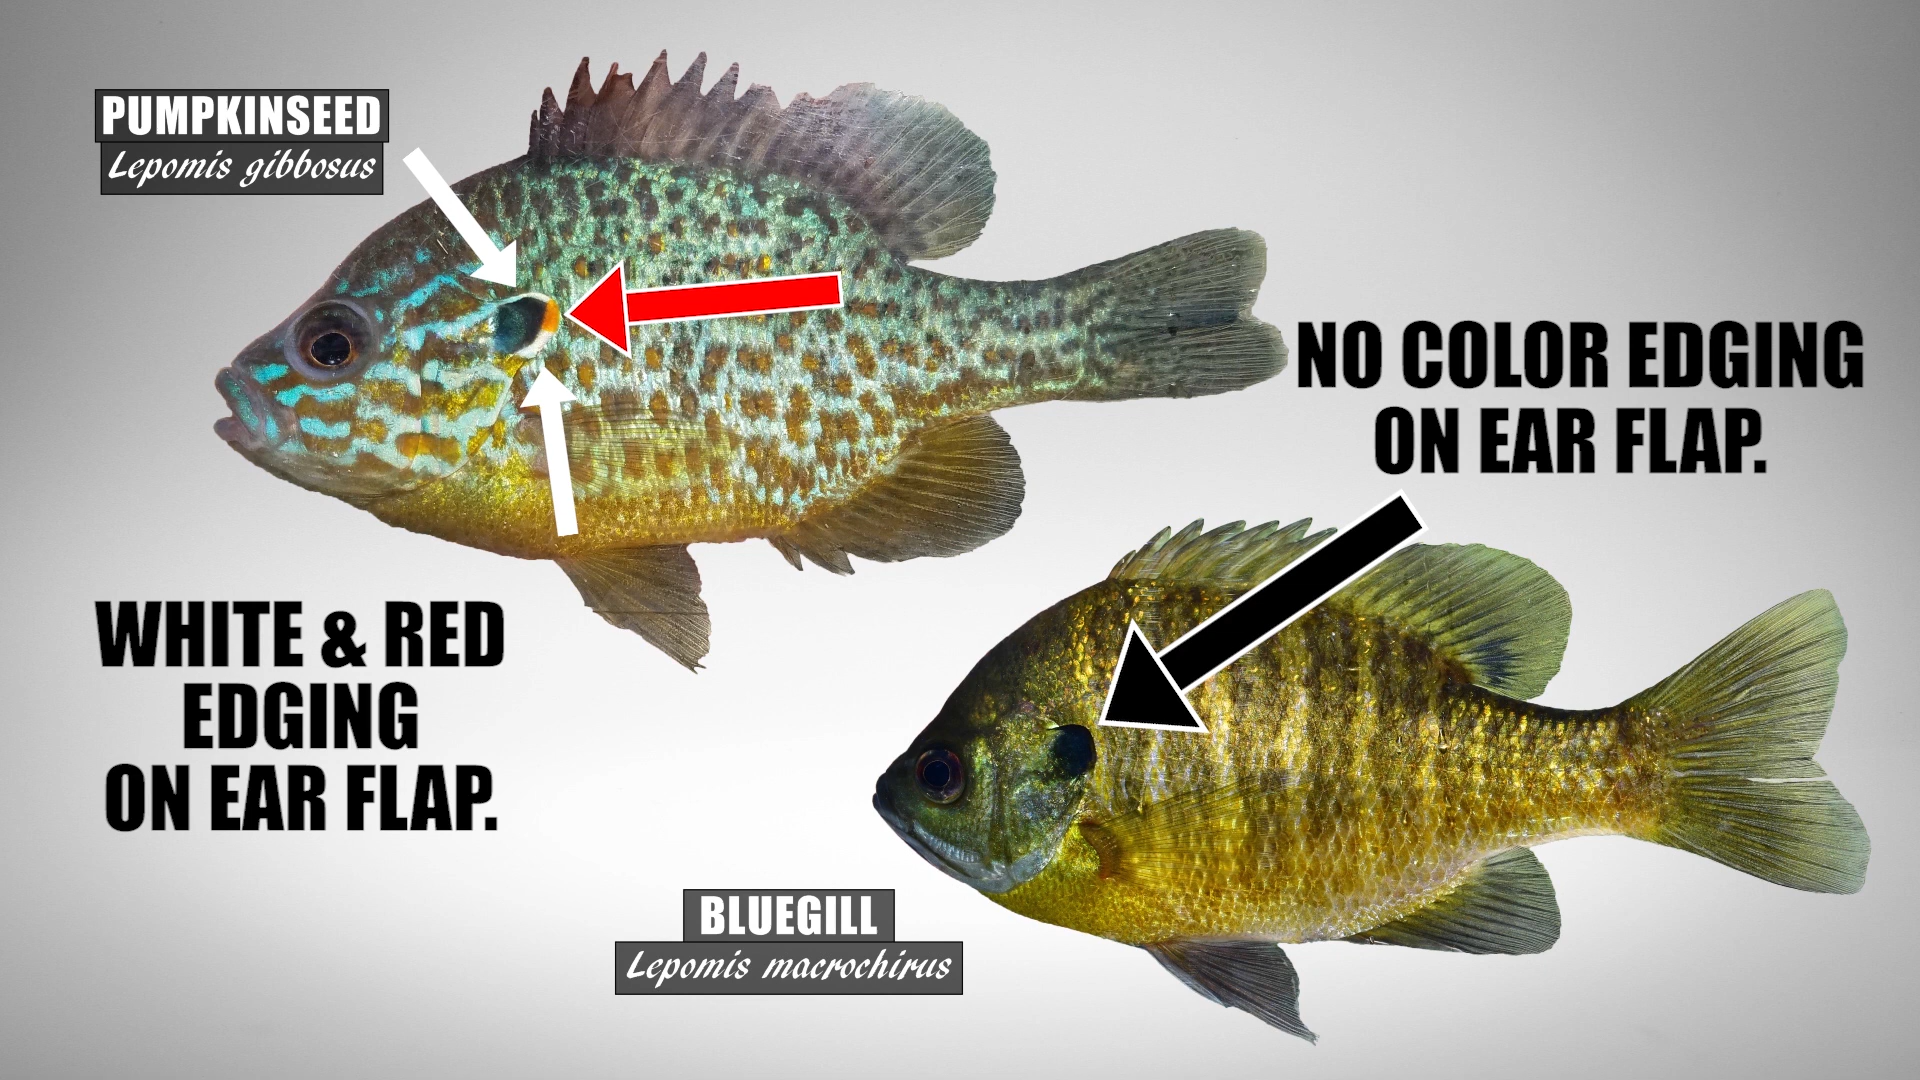 PUMPKINSEED
Lepomis gibbosus
NO COLOR EDGING
ON EAR FLAP.
WHITE & RED
EDGING
ON EAR FLAP.
BLUEGILL
Lepomis macrochirus